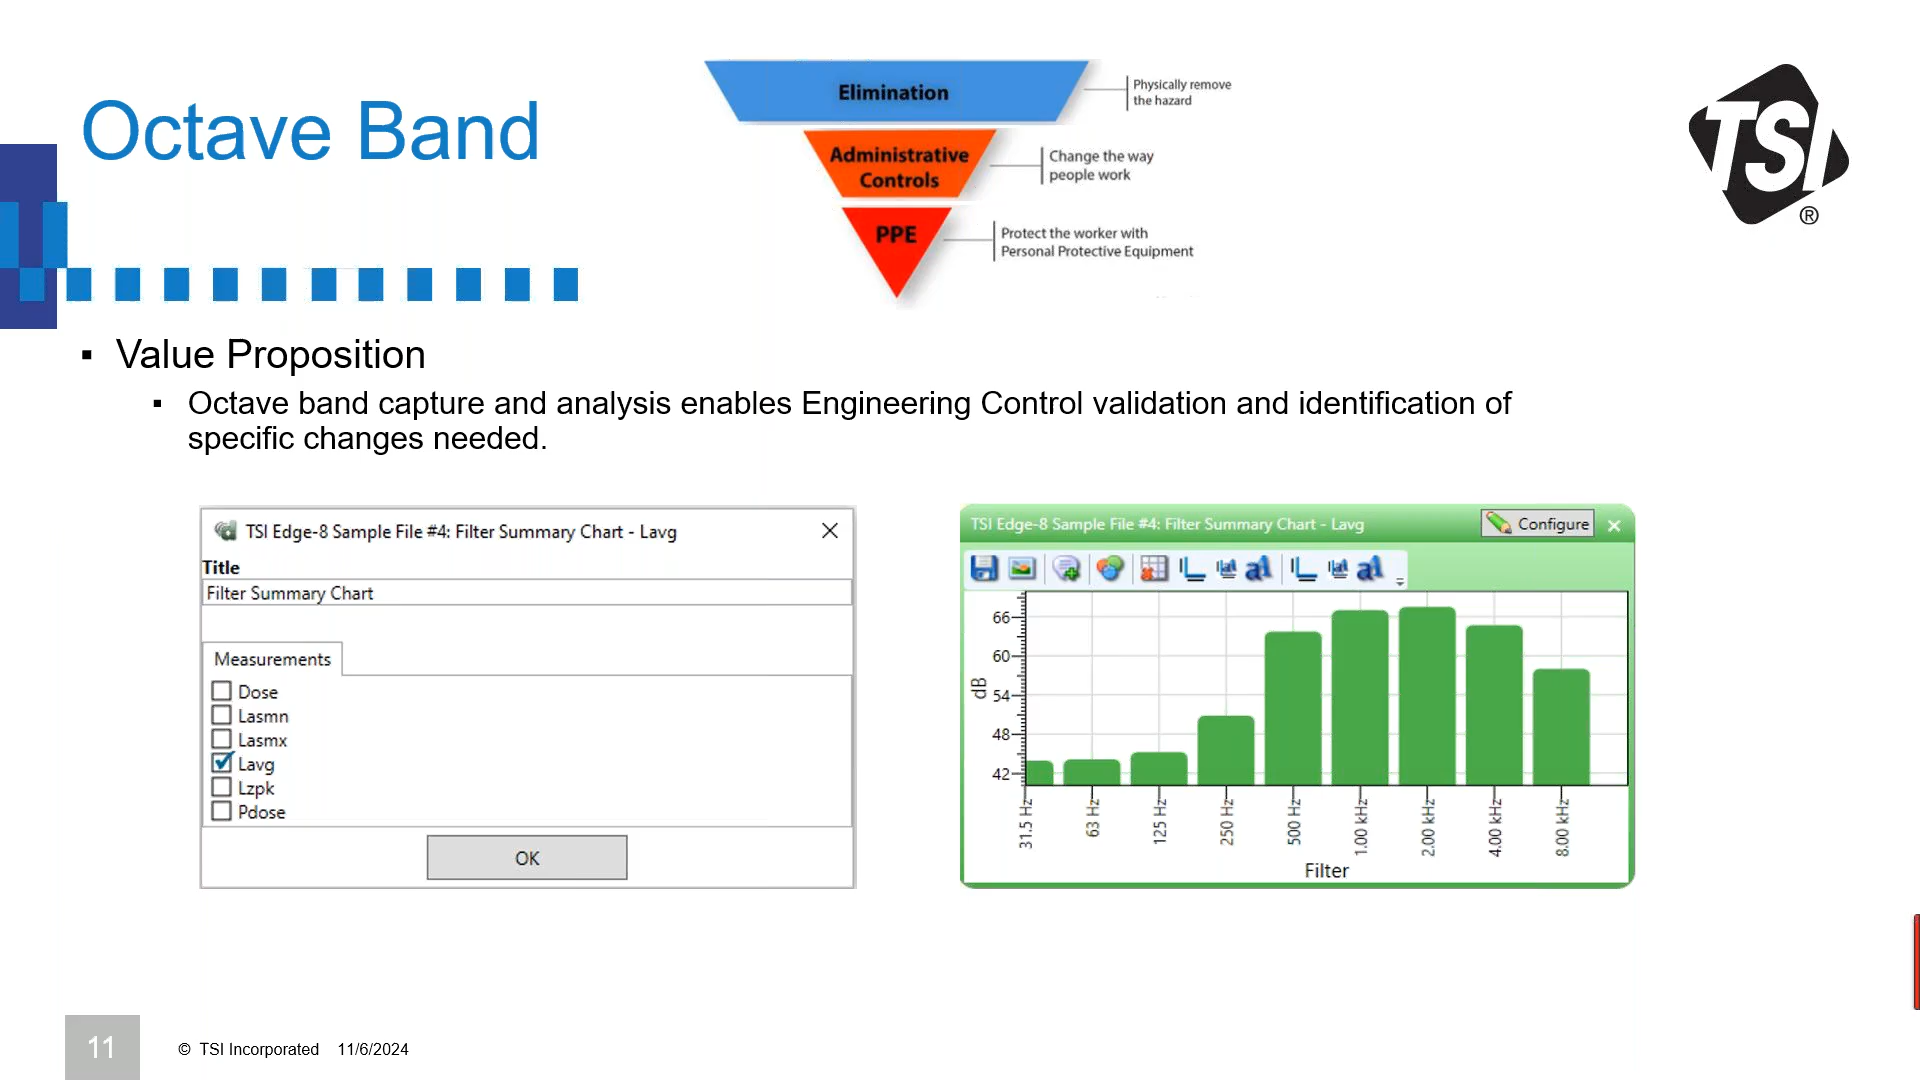 Octave Band
Elimination
Physically remove
the hazard
Administrative
Controls
Change the way
people work
PPE
Protect the worker with
Personal Protective Equipment
TSI
®
▪ Value Proposition
▪ Octave band capture and analysis enables Engineering Control validation and identification of
specific changes needed.
TSI Edge-8 Sample File #4: Filter Summary Chart - Lavg
Title
Filter Summary Chart
Measurements
Dose
Lasmn
Lasmx
Lavg
Lzpk
Pdose
OK
TSI Edge-8 Sample File #4: Filter Summary Chart - Lavg
Configure
dB
66
60
54
48
42
31.5 Hz
63 Hz
125 Hz
250 Hz
500 Hz
1.00 kHz
2.00 kHz
4.00 kHz
8.00 kHz
Filter
11
© TSI Incorporated 11/6/2024